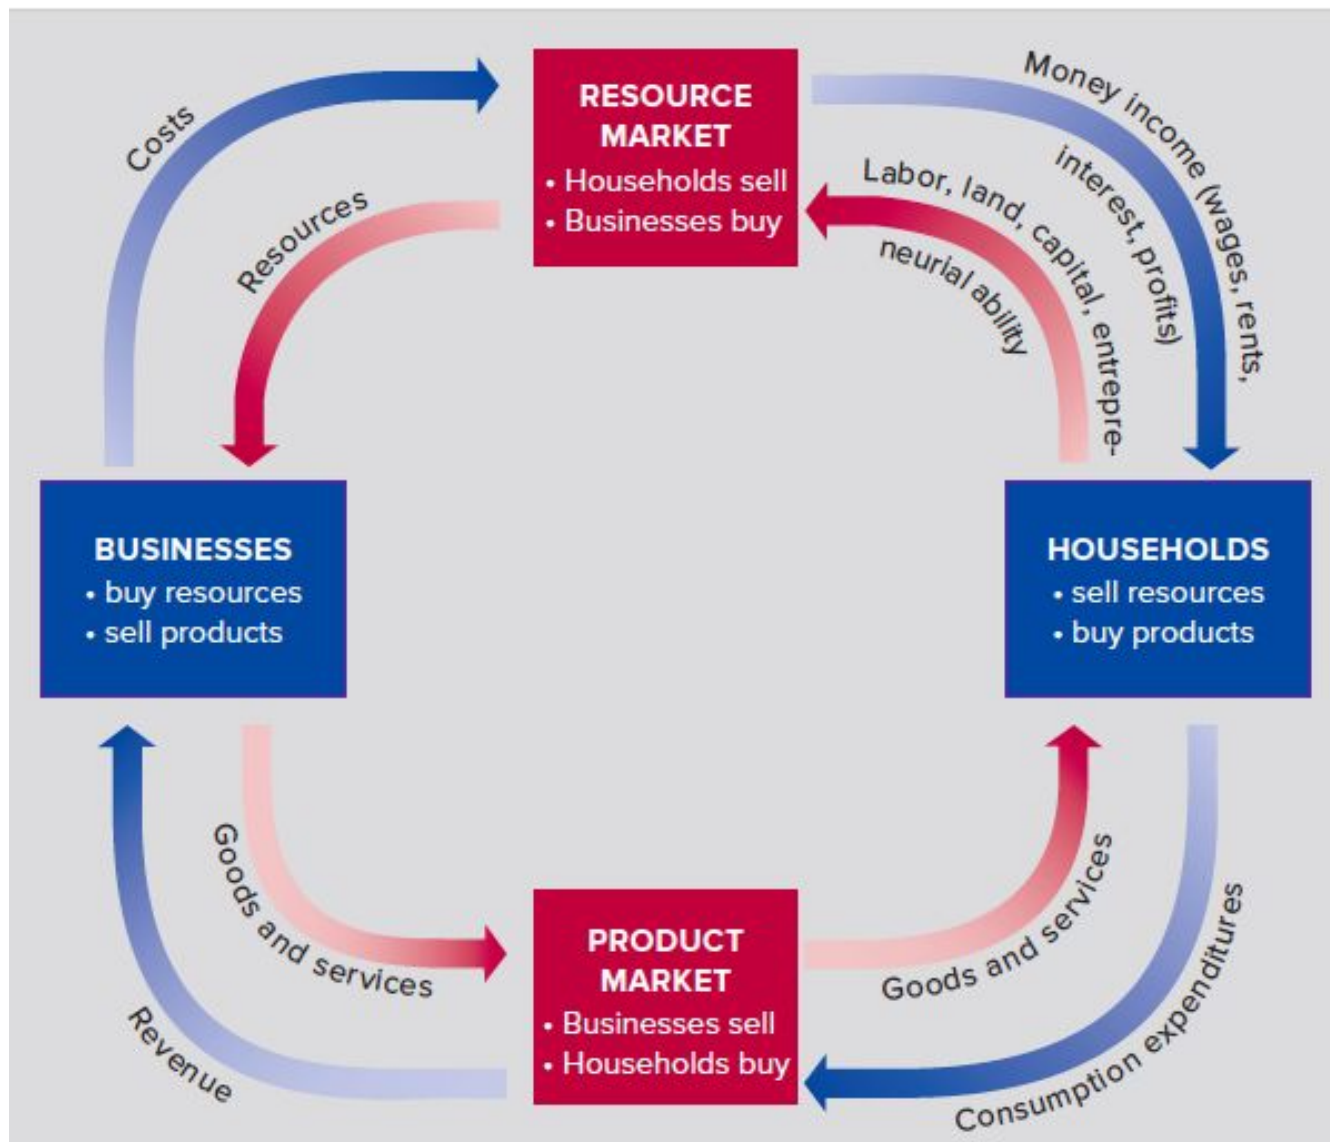 RESOURCE
MARKET
• Households sell
• Businesses buy
Costs
Resources
Money income (wages, rents,
interest, profits)
Labor, land, capital, entrepre-
neurial ability
BUSINESSES
• buy resources
• sell products
HOUSEHOLDS
• sell resources
• buy products
Goods and services
Revenue
PRODUCT
MARKET
• Businesses sell
• Households buy
Goods and services
Consumption expenditures